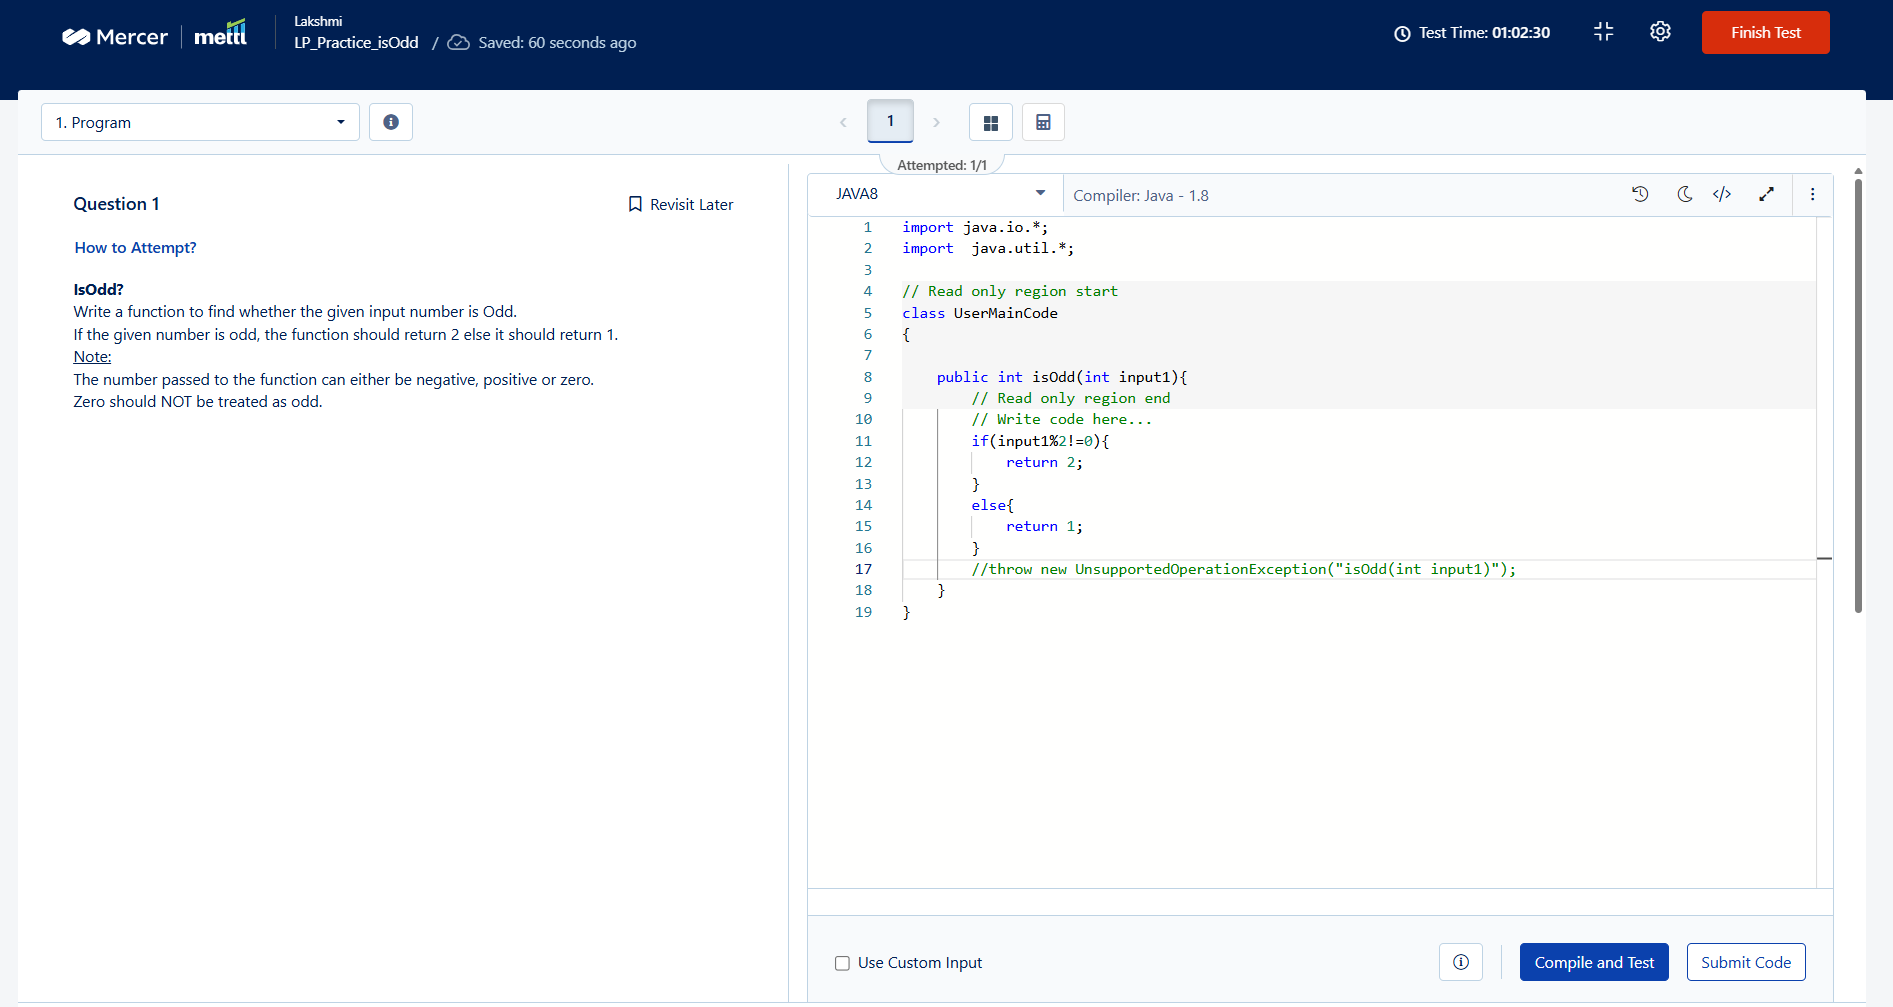 Mercer mettl
Lakshmi
LP_Practice_isOdd / Saved: 60 seconds ago
Test Time: 01:02:30
Finish Test
1. Program
1
Attempted: 1/1
Question 1
Revisit Later
How to Attempt?
IsOdd?
Write a function to find whether the given input number is Odd.
If the given number is odd, the function should return 2 else it should return 1.
Note:
The number passed to the function can either be negative, positive or zero.
Zero should NOT be treated as odd.
JAVA8
Compiler: Java - 1.8
1 import java.io.*;
2 import  java.util.*;
3
4 // Read only region start
5 class UserMainCode
6 {
7
8     public int isOdd(int input1){
9         // Read only region end
10         // Write code here...
11         if(input1%2!=0){
12             return 2;
13         }
14         else{
15             return 1;
16         }
17         //throw new UnsupportedOperationException("isOdd(int input1)");
18     }
19 }
Use Custom Input
Compile and Test
Submit Code